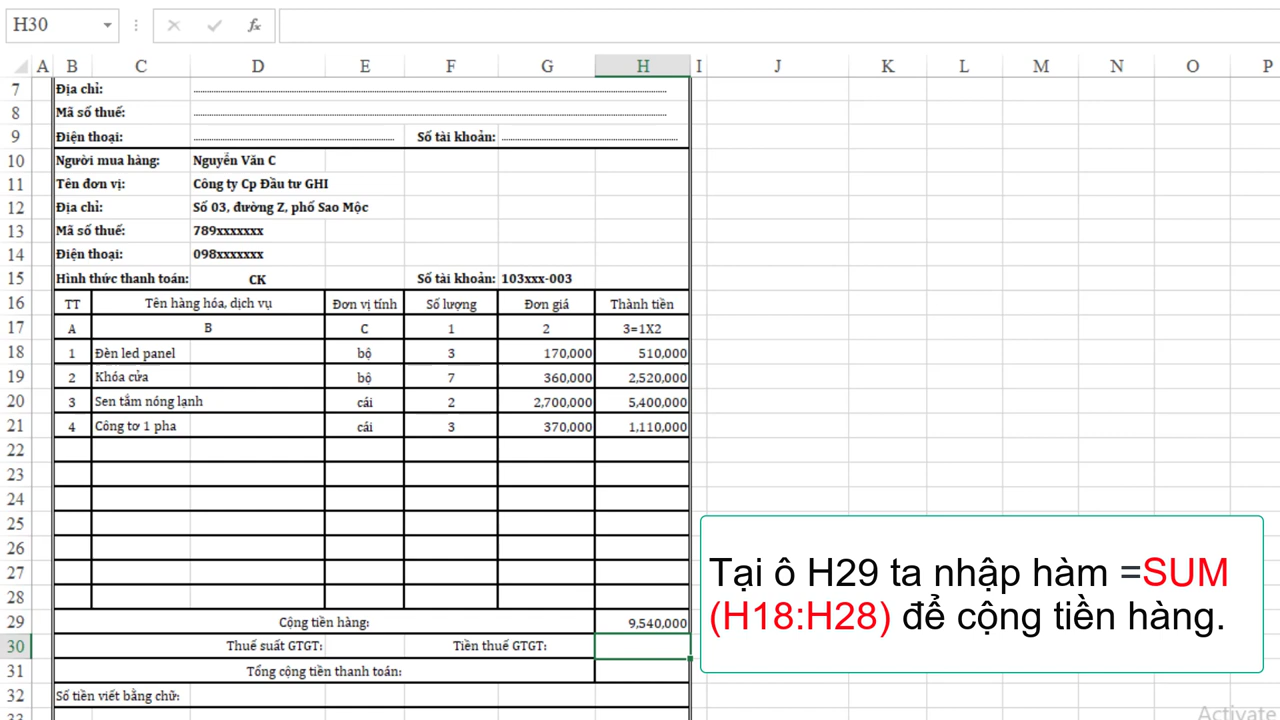 H30 fx
A B C D E F G H I J K L M N O P
7 Địa chỉ:
8 Mã số thuế:
9 Điện thoại: Số tài khoản:
10 Người mua hàng: Nguyễn Văn C
11 Tên đơn vị: Công ty Cp Đầu tư GHI
12 Địa chỉ: Số 03, đường Z, phố Sao Mộc
13 Mã số thuế: 789xxxxxxx
14 Điện thoại: 098xxxxxxx
15 Hình thức thanh toán: CK Số tài khoản: 103xxx-003
16 TT Tên hàng hóa, dịch vụ Đơn vị tính Số lượng Đơn giá Thành tiền
17 A B C 1 2 3=1X2
18 1 Đèn led panel bộ 3 170,000 510,000
19 2 Khóa cửa bộ 7 360,000 2,520,000
20 3 Sen tắm nóng lạnh cái 2 2,700,000 5,400,000
21 4 Công tơ 1 pha cái 3 370,000 1,110,000
22
23
24
25
26
27
28
29 Cộng tiền hàng: 9,540,000
30 Thuế suất GTGT: Tiền thuế GTGT:
31 Tổng cộng tiền thanh toán:
32 Số tiền viết bằng chữ:
33
Tại ô H29 ta nhập hàm =SUM
(H18:H28) để cộng tiền hàng.
Activate